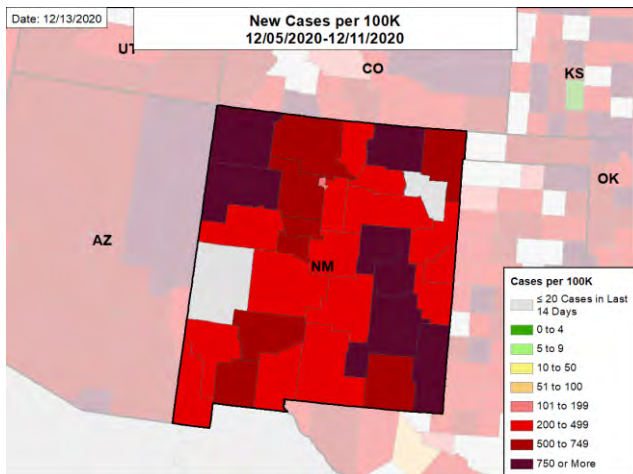 Date: 12/13/2020
New Cases per 100K
12/05/2020-12/11/2020
UT
CO
KS
OK
AZ
NM
Cases per 100K
≤ 20 Cases in Last
14 Days
0 to 4
5 to 9
10 to 50
51 to 100
101 to 199
200 to 499
500 to 749
750 or More